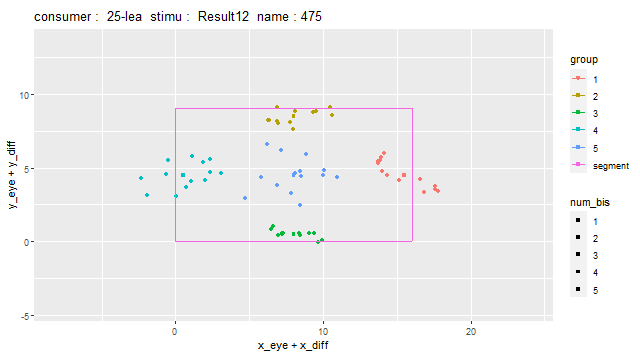 consumer :  25-lea  stimu :  Result12  name : 475
10
5
0
-5
y_eye + y_diff
0
10
20
x_eye + x_diff
group
1
2
3
4
5
segment
num_bis
1
2
3
4
5